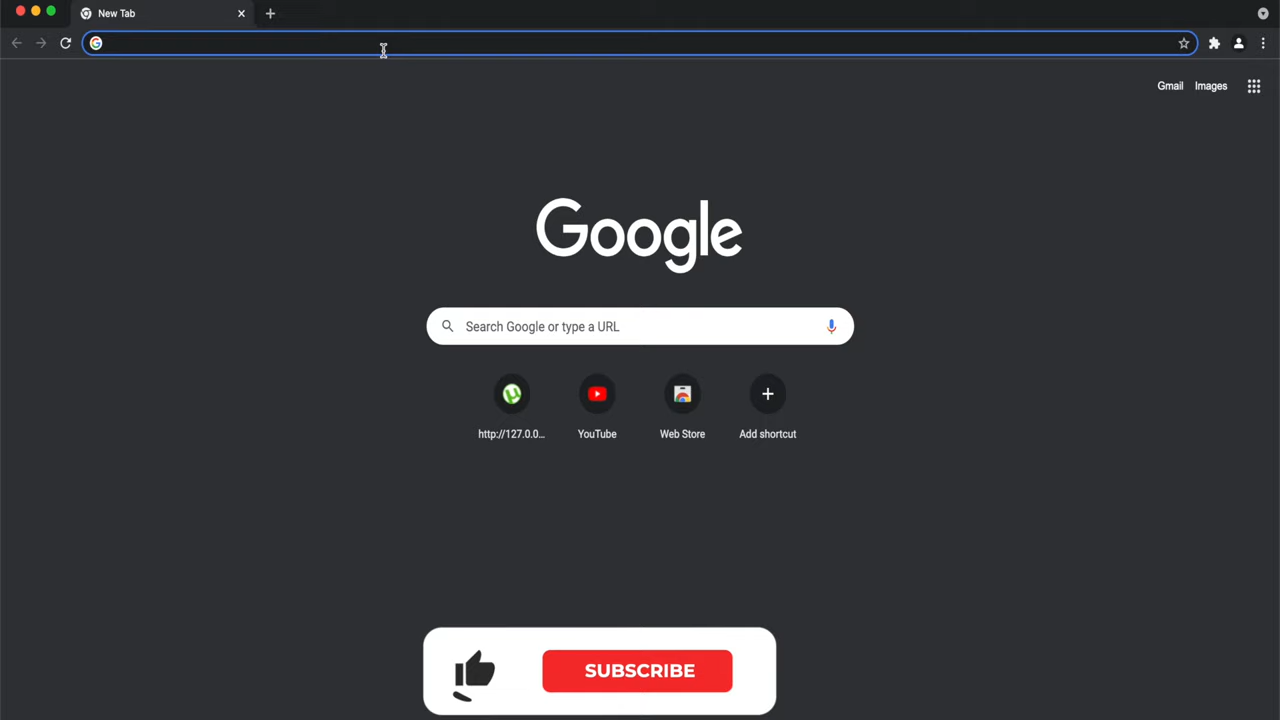 New Tab
Gmail Images
Google
Search Google or type a URL
http://127.0.0... YouTube Web Store Add shortcut
SUBSCRIBE